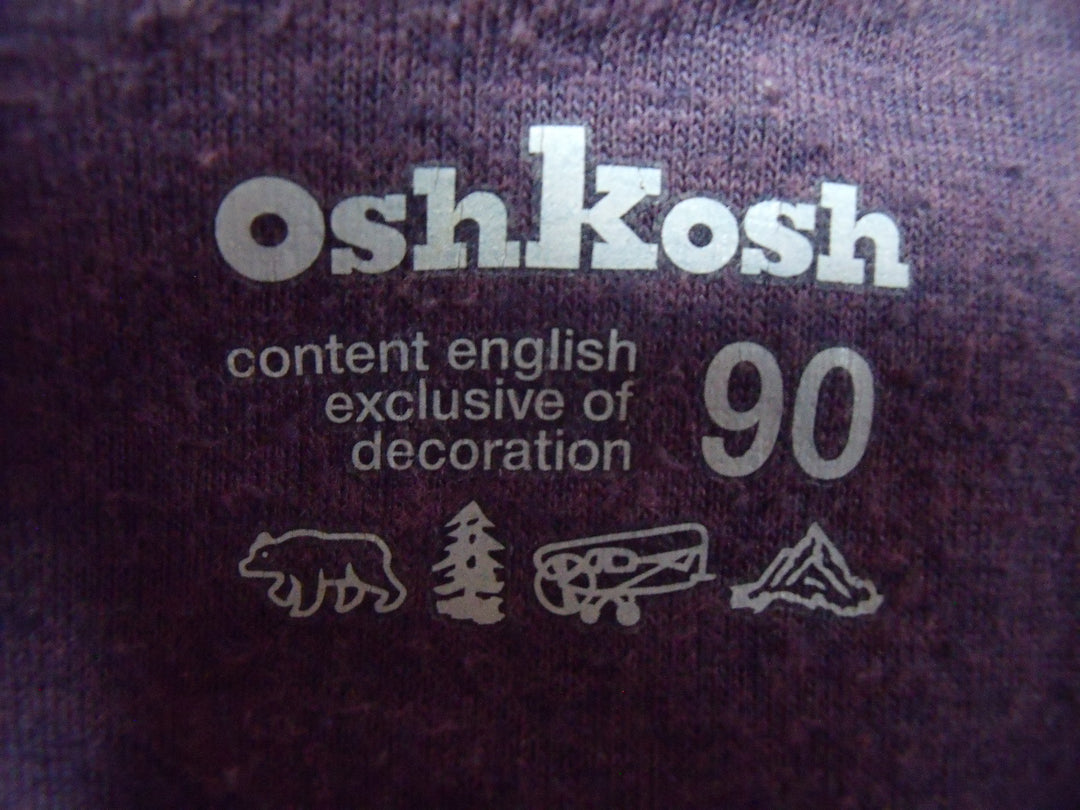 OshKosh
content english
exclusive of
decoration
90